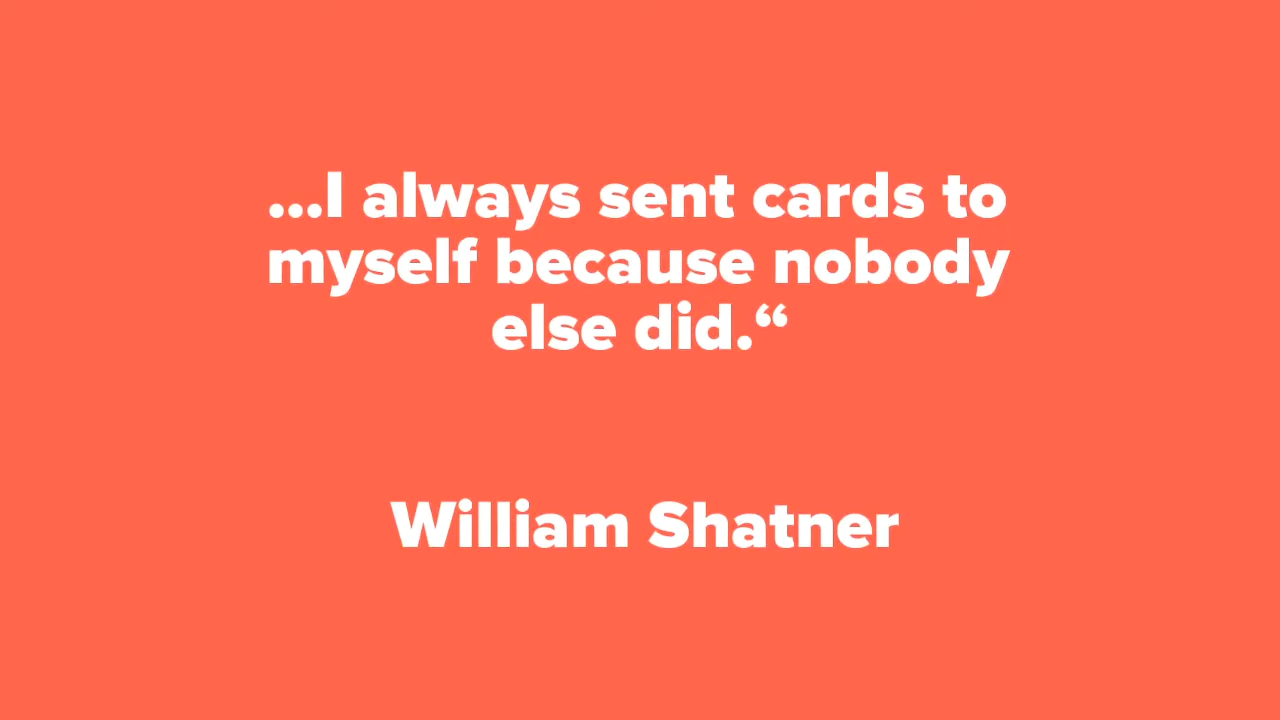 ...I always sent cards to
myself because nobody
else did.“
William Shatner